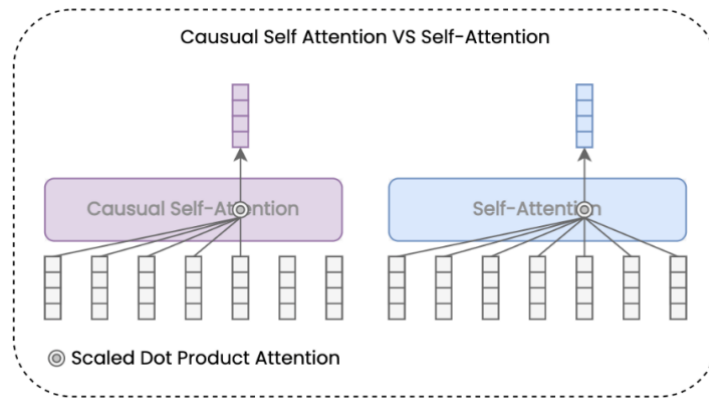 Causual Self Attention VS Self-Attention
Causual Self-Attention
Self-Attention
Scaled Dot Product Attention